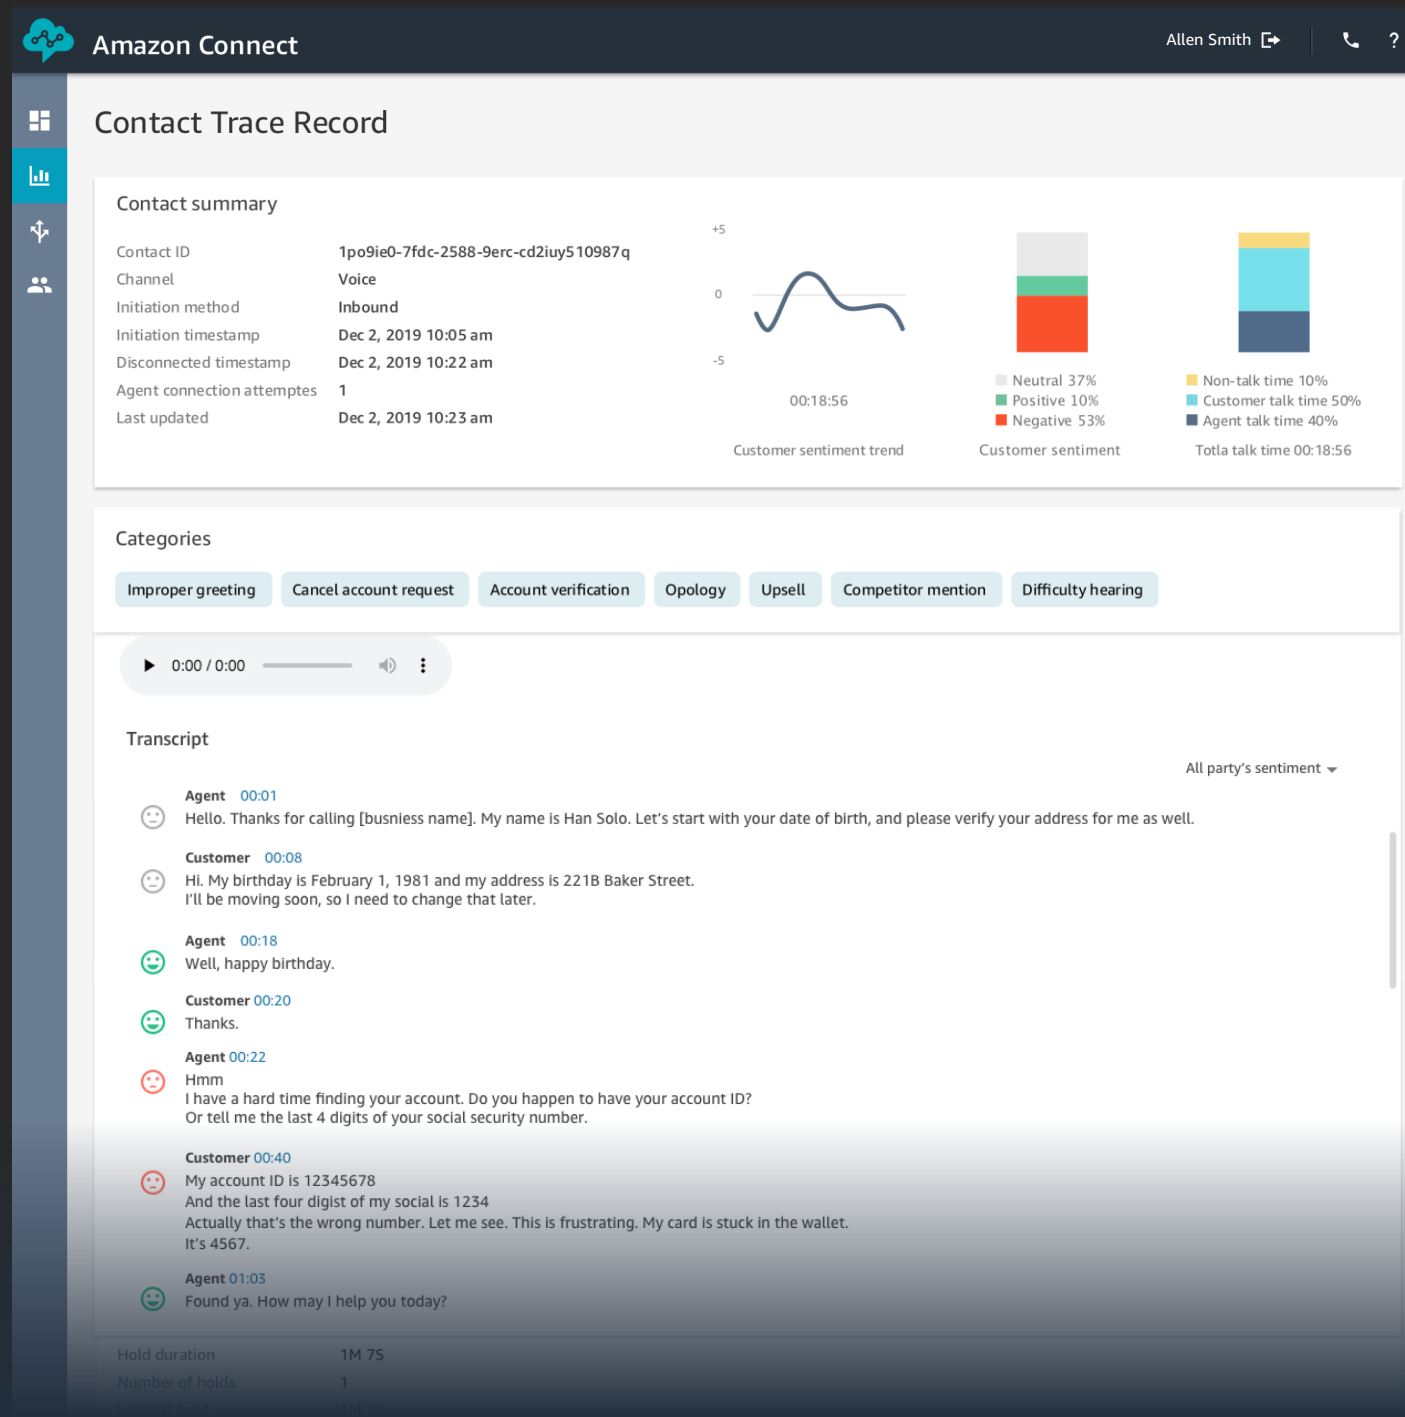 Amazon Connect
Allen Smith
?
Contact Trace Record
Contact summary
Contact ID 1po9ie0-7fdc-2588-9erc-cd2iuy510987q
Channel Voice
Initiation method Inbound
Initiation timestamp Dec 2, 2019 10:05 am
Disconnected timestamp Dec 2, 2019 10:22 am
Agent connection attemptes 1
Last updated Dec 2, 2019 10:23 am
+5
0
-5
00:18:56
Customer sentiment trend
Neutral 37%
Positive 10%
Negative 53%
Customer sentiment
Non-talk time 10%
Customer talk time 50%
Agent talk time 40%
Totla talk time 00:18:56
Categories
Improper greeting Cancel account request Account verification Opology Upsell Competitor mention Difficulty hearing
0:00 / 0:00
Transcript
All party's sentiment
Agent 00:01
Hello. Thanks for calling [busniess name]. My name is Han Solo. Let's start with your date of birth, and please verify your address for me as well.
Customer 00:08
Hi. My birthday is February 1, 1981 and my address is 221B Baker Street.
I'll be moving soon, so I need to change that later.
Agent 00:18
Well, happy birthday.
Customer 00:20
Thanks.
Agent 00:22
Hmm
I have a hard time finding your account. Do you happen to have your account ID?
Or tell me the last 4 digits of your social security number.
Customer 00:40
My account ID is 12345678
And the last four digist of my social is 1234
Actually that's the wrong number. Let me see. This is frustrating. My card is stuck in the wallet.
It's 4567.
Agent 01:03
Found ya. How may I help you today?
Hold duration 1M 7S
Number of holds 1
1M 7S